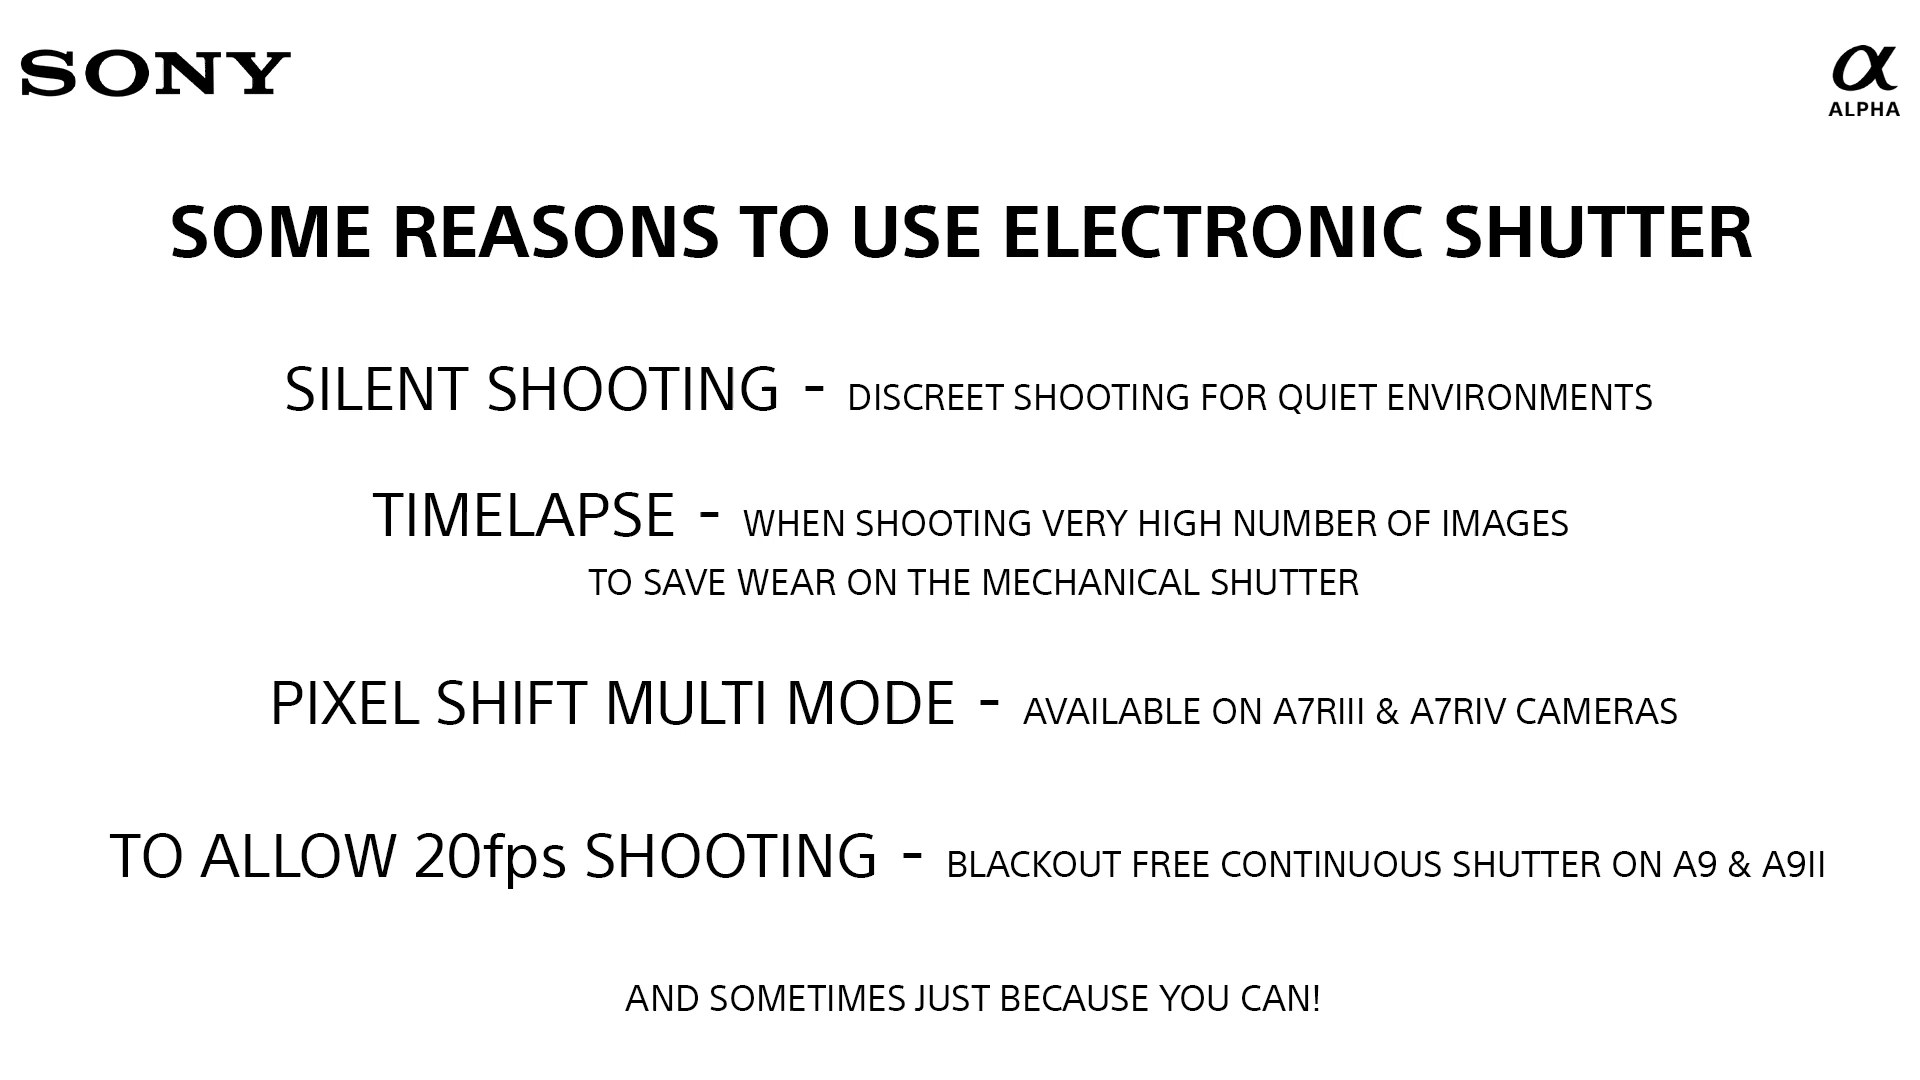 SONY
α
ALPHA
SOME REASONS TO USE ELECTRONIC SHUTTER
SILENT SHOOTING - DISCREET SHOOTING FOR QUIET ENVIRONMENTS
TIMELAPSE - WHEN SHOOTING VERY HIGH NUMBER OF IMAGES
TO SAVE WEAR ON THE MECHANICAL SHUTTER
PIXEL SHIFT MULTI MODE - AVAILABLE ON A7RIII & A7RIV CAMERAS
TO ALLOW 20fps SHOOTING - BLACKOUT FREE CONTINUOUS SHUTTER ON A9 & A9II
AND SOMETIMES JUST BECAUSE YOU CAN!